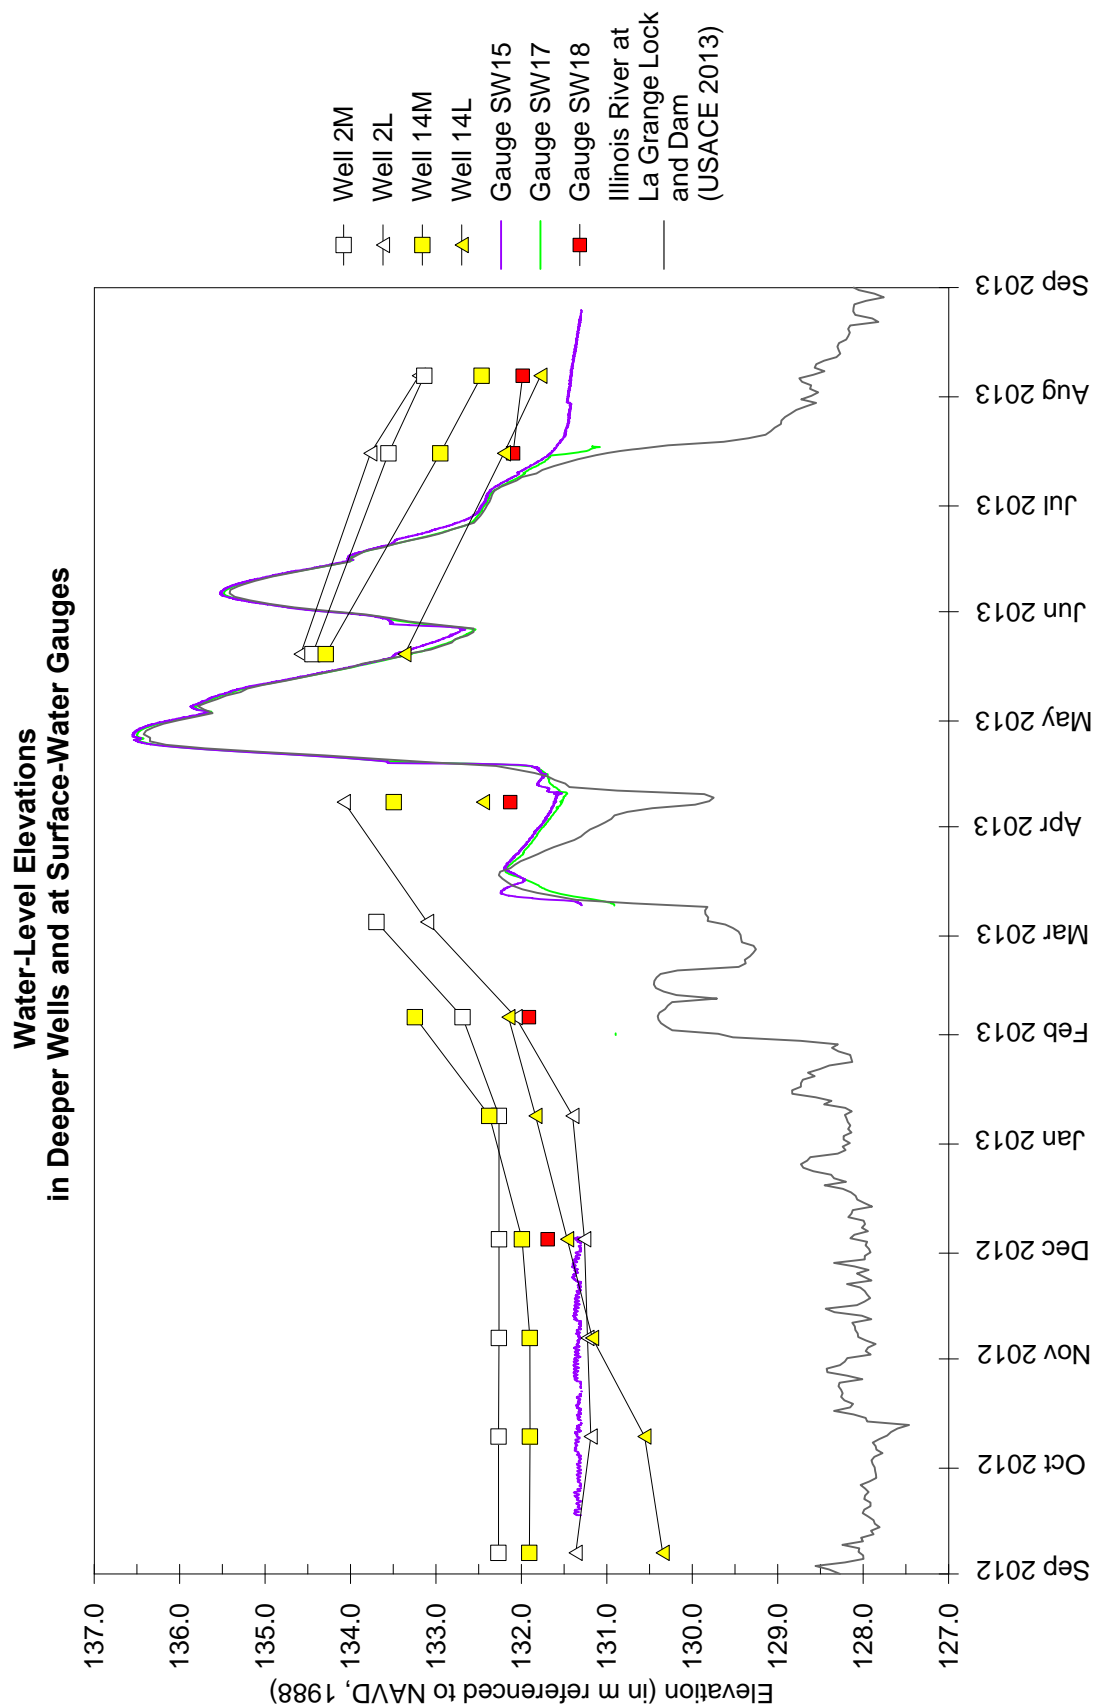 Water-Level Elevations
in Deeper Wells and at Surface-Water Gauges
Elevation (in m referenced to NAVD, 1988)
137.0
136.0
135.0
134.0
133.0
132.0
131.0
130.0
129.0
128.0
127.0
Sep 2012
Oct 2012
Nov 2012
Dec 2012
Jan 2013
Feb 2013
Mar 2013
Apr 2013
May 2013
Jun 2013
Jul 2013
Aug 2013
Sep 2013
Well 2M
Well 2L
Well 14M
Well 14L
Gauge SW15
Gauge SW17
Gauge SW18
Illinois River at
La Grange Lock
and Dam
(USACE 2013)